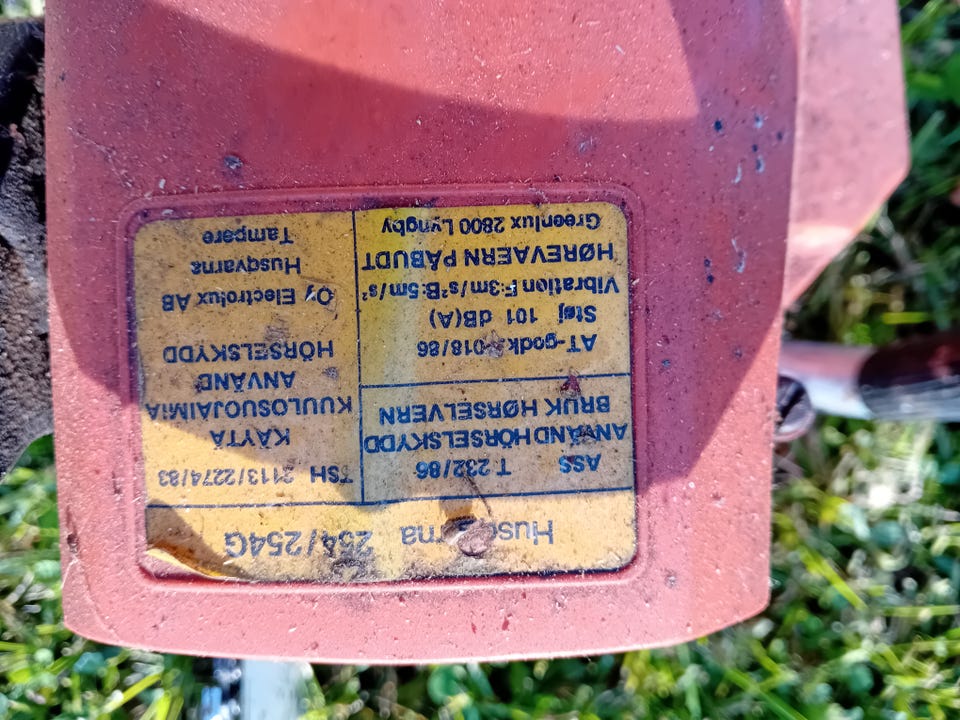 Husqvarna 254/254G
ASS T 232/86
ANVÄND HÖRSELSKYDD
BRUK HØRSELVERN
AT-godk. 018/86
Støj 101 dB(A)
Vibration F:3m/s²B:5m/s²
HØREVAERN PÅBUDT
Greenlux 2800 Lyngby
TSH 2113/2274/83
KÄYTÄ
KUULOSUOJAIMIA
ANVÄND
HÖRSELSKYDD
Oy Electrolux AB
Husqvarna
Tampere